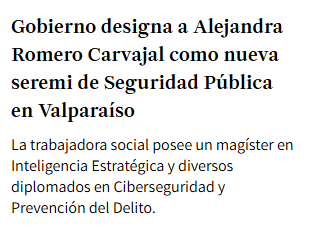 Gobierno designa a Alejandra
Romero Carvajal como nueva
seremi de Seguridad Pública
en Valparaíso
La trabajadora social posee un magíster en
Inteligencia Estratégica y diversos
diplomados en Ciberseguridad y
Prevención del Delito.